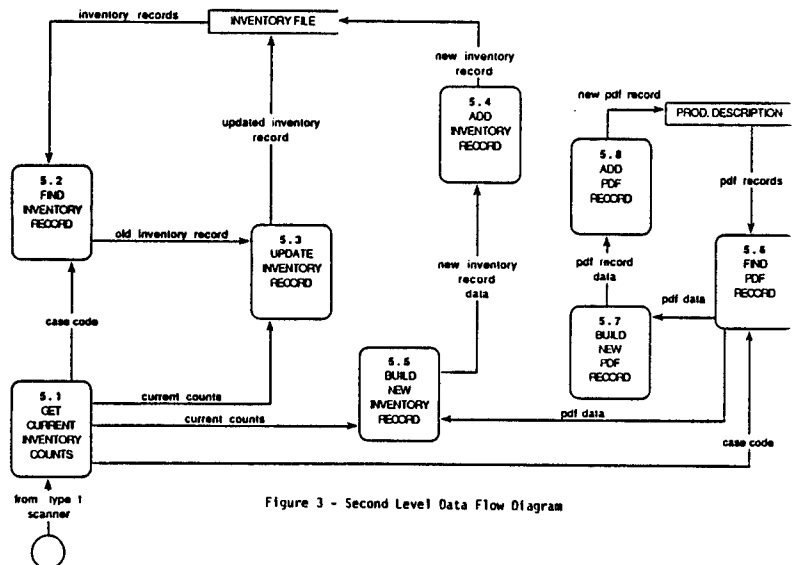 inventory records
INVENTORY FILE
new inventory
record
5.4
ADD
INVENTORY
RECORD
new pdf record
PROD. DESCRIPTION
updated inventory
record
5.8
ADD
PDF
RECORD
pdf records
5.2
FIND
INVENTORY
RECORD
old inventory record
5.3
UPDATE
INVENTORY
RECORD
new inventory
record
data
pdf record
data
5.6
FIND
PDF
RECORD
pdf data
case code
5.7
BUILD
NEW
PDF
RECORD
5.5
BUILD
NEW
INVENTORY
RECORD
5.1
GET
CURRENT
INVENTORY
COUNTS
current counts
current counts
pdf data
case code
from type 1
scanner
Figure 3 - Second Level Data Flow Diagram